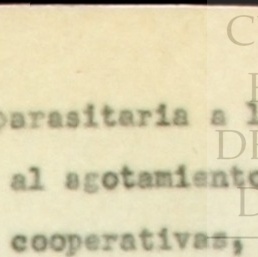 parasitaria a l
al agotamiento
cooperativas,